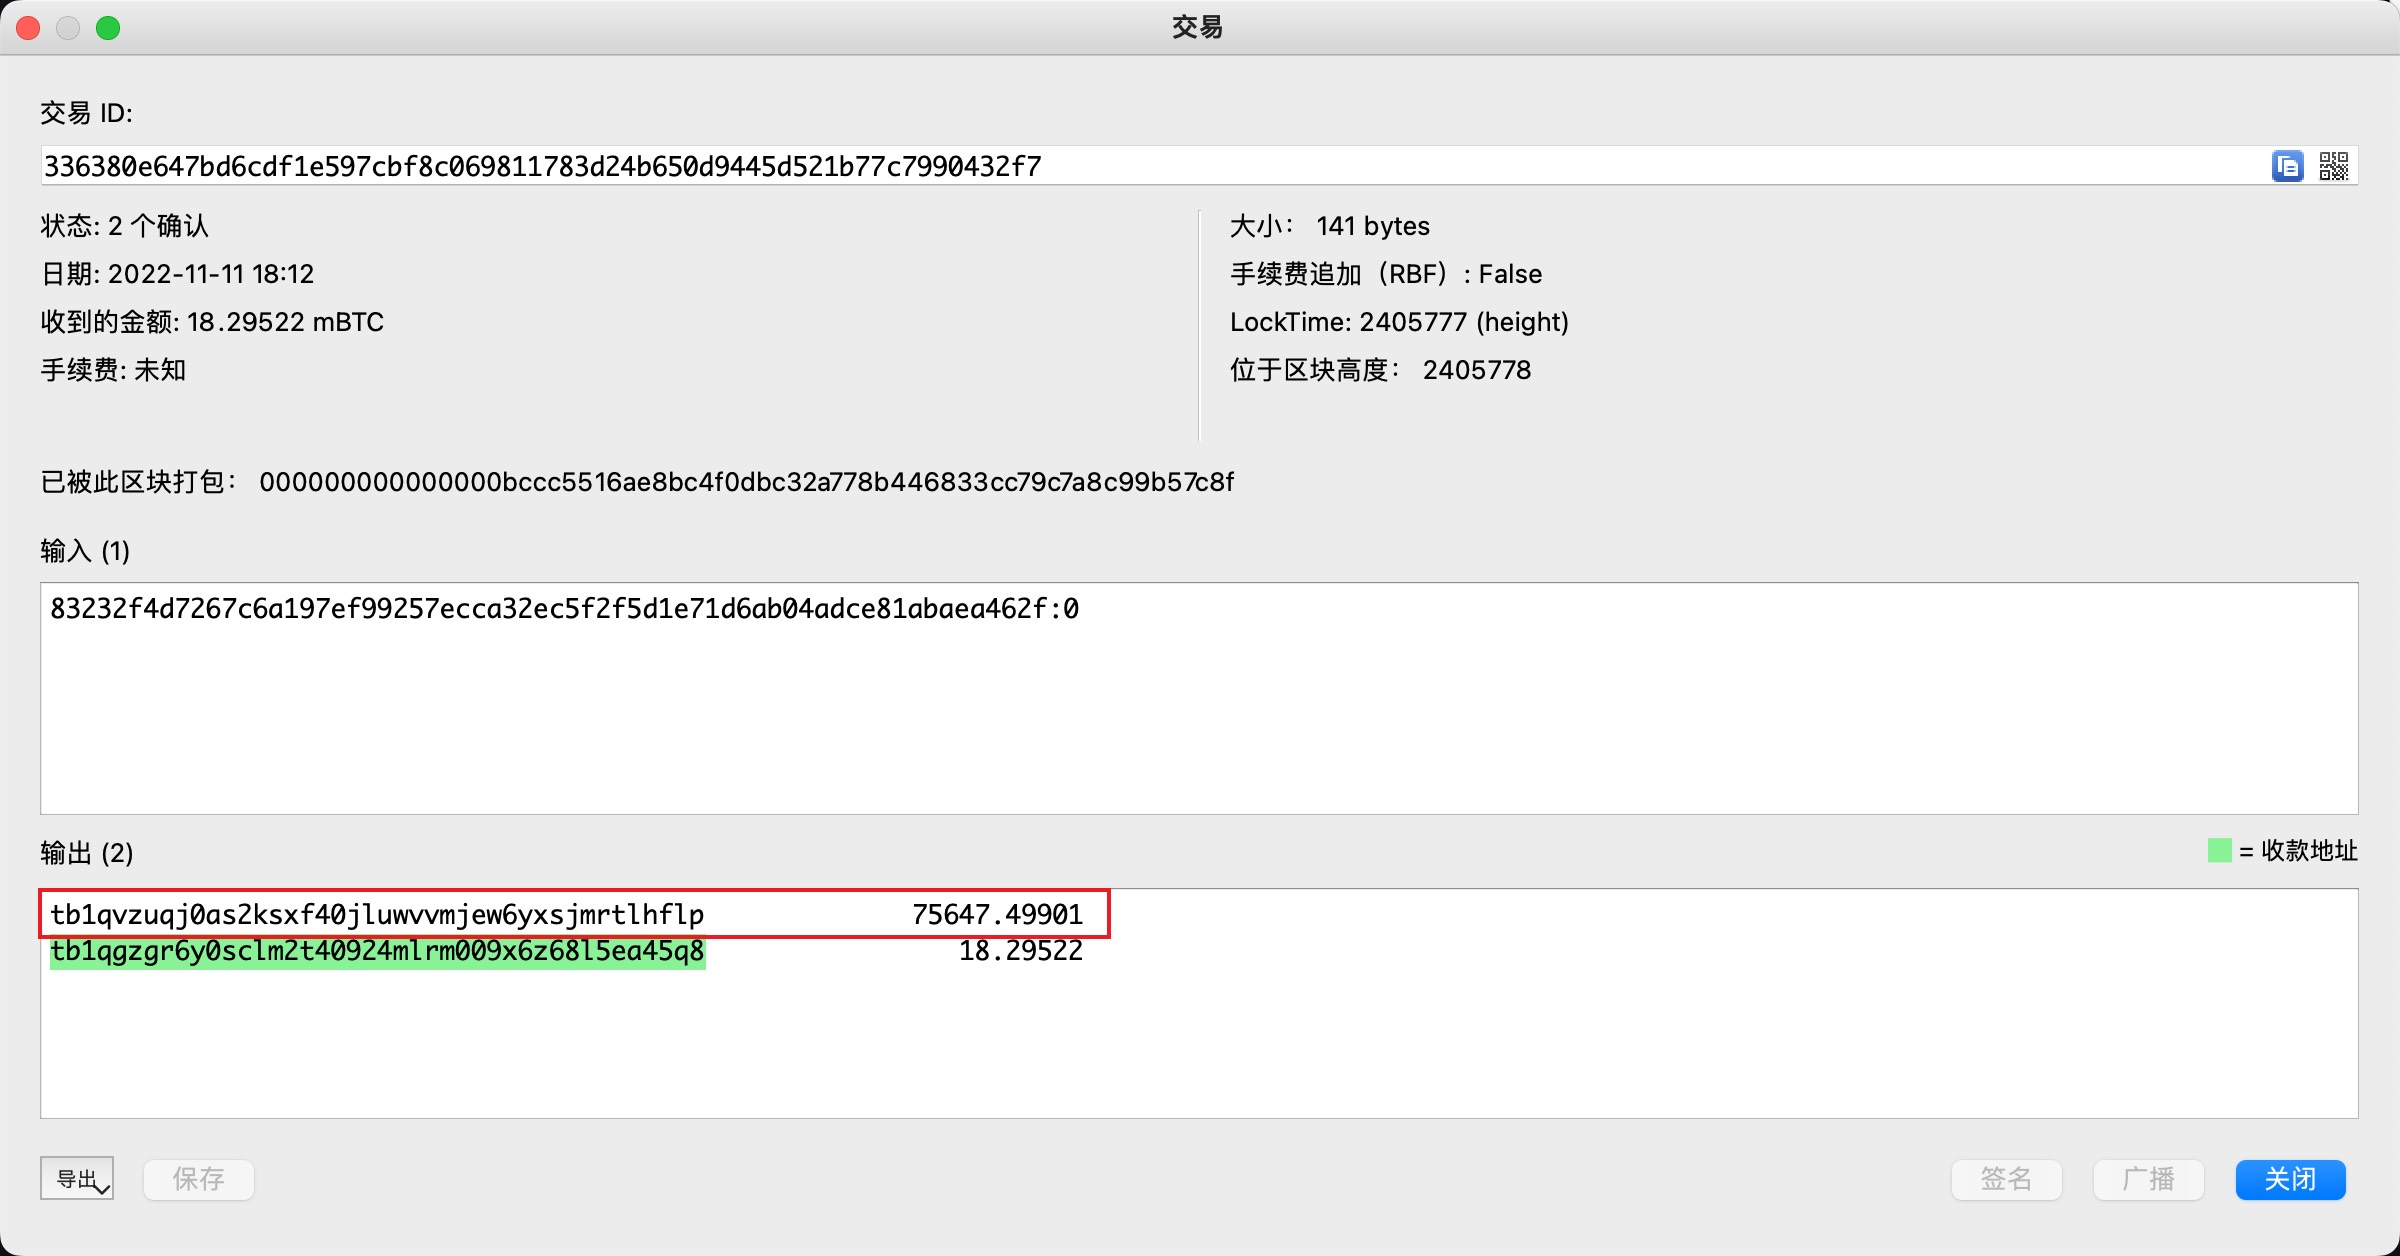 交易
交易 ID:
336380e647bd6cdf1e597cbf8c069811783d24b650d9445d521b77c7990432f7
状态: 2 个确认
日期: 2022-11-11 18:12
收到的金额: 18.29522 mBTC
手续费: 未知
大小： 141 bytes
手续费追加（RBF）: False
LockTime: 2405777 (height)
位于区块高度： 2405778
已被此区块打包： 000000000000000bccc5516ae8bc4f0dbc32a778b446833cc79c7a8c99b57c8f
输入 (1)
83232f4d7267c6a197ef99257ecca32ec5f2f5d1e71d6ab04adce81abaea462f:0
输出 (2)
= 收款地址
tb1qvzuqj0as2ksxf40jluwvvmjew6yxsjmrtlhflp 75647.49901
tb1qgzgr6y0sclm2t40924mlrm009x6z68l5ea45q8 18.29522
导出
保存
签名
广播
关闭